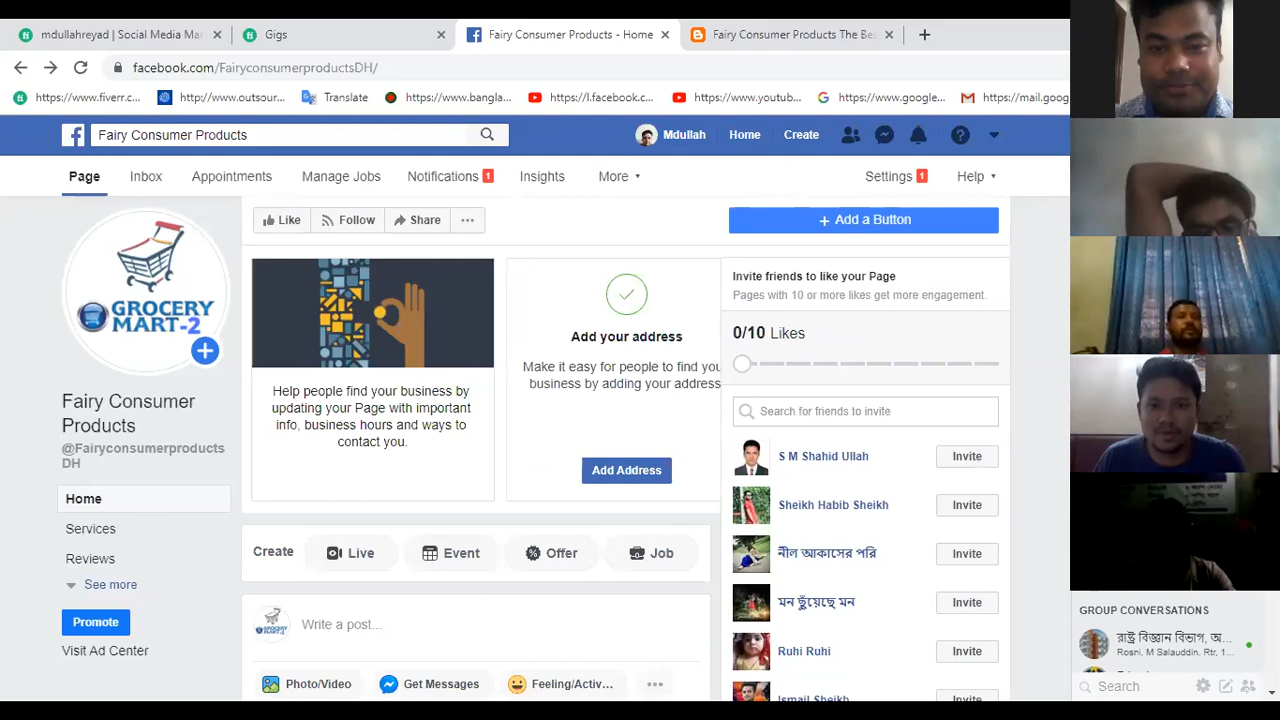 mdullahreyad | Social Media Mar
Gigs
Fairy Consumer Products - Home
Fairy Consumer Products The Bes
facebook.com/FairyconsumerproductsDH/
https://www.fiverr.c...
http://www.outsour...
Translate
https://www.bangla...
https://l.facebook.c...
https://www.youtub...
https://www.google...
https://mail.goog
Fairy Consumer Products
Mdullah
Home
Create
Page
Inbox
Appointments
Manage Jobs
Notifications 1
Insights
More
Settings 1
Help
Like
Follow
Share
+ Add a Button
GROCERY
MART-2
Fairy Consumer
Products
@Fairyconsumerproducts
DH
Home
Services
Reviews
See more
Promote
Visit Ad Center
Help people find your business by
updating your Page with important
info, business hours and ways to
contact you.
Add your address
Make it easy for people to find you
business by adding your address
Add Address
Invite friends to like your Page
Pages with 10 or more likes get more engagement.
0/10 Likes
Search for friends to invite
S M Shahid Ullah
Invite
Sheikh Habib Sheikh
Invite
নীল আকাসের পরি
Invite
মন ছুঁয়েছে মন
Invite
Ruhi Ruhi
Invite
Ismail Sheikh
Create
Live
Event
Offer
Job
Write a post...
Photo/Video
Get Messages
Feeling/Activ...
GROUP CONVERSATIONS
রাষ্ট্র বিজ্ঞান বিভাগ, অ...
Rosni, M Salauddin, Rtr, 1...
Search